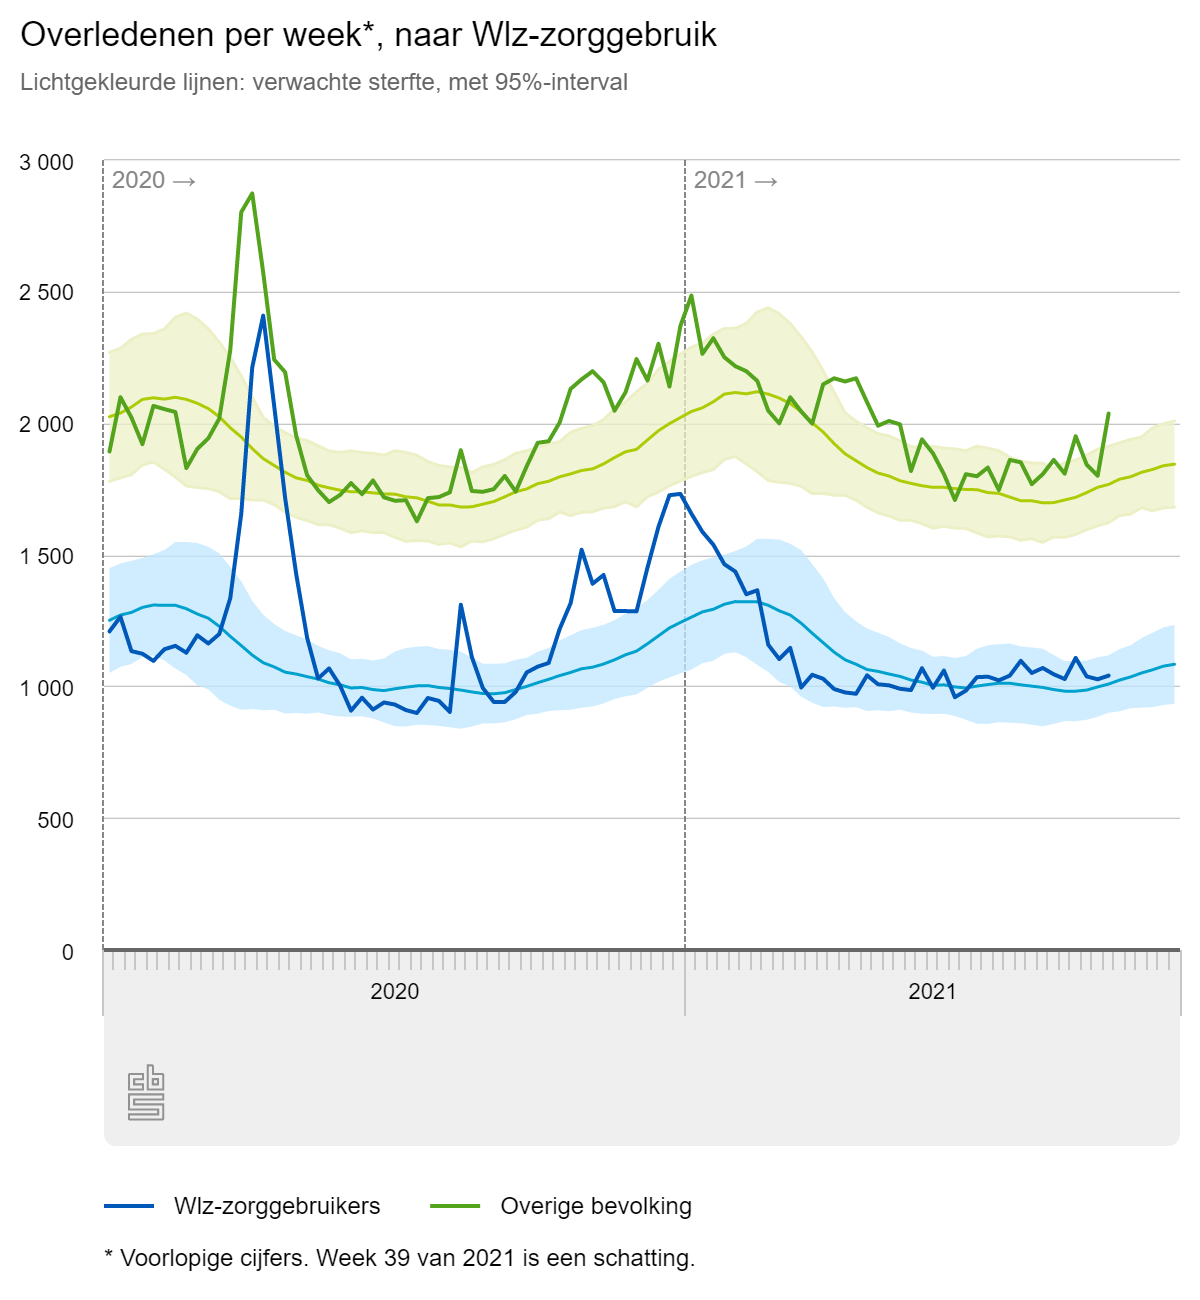 Overledenen per week*, naar Wlz-zorggebruik
Lichtgekleurde lijnen: verwachte sterfte, met 95%-interval
3 000
2020 →
2021 →
2 500
2 000
1 500
1 000
500
0
2020
2021
cbs
Wlz-zorggebruikers
Overige bevolking
* Voorlopige cijfers. Week 39 van 2021 is een schatting.